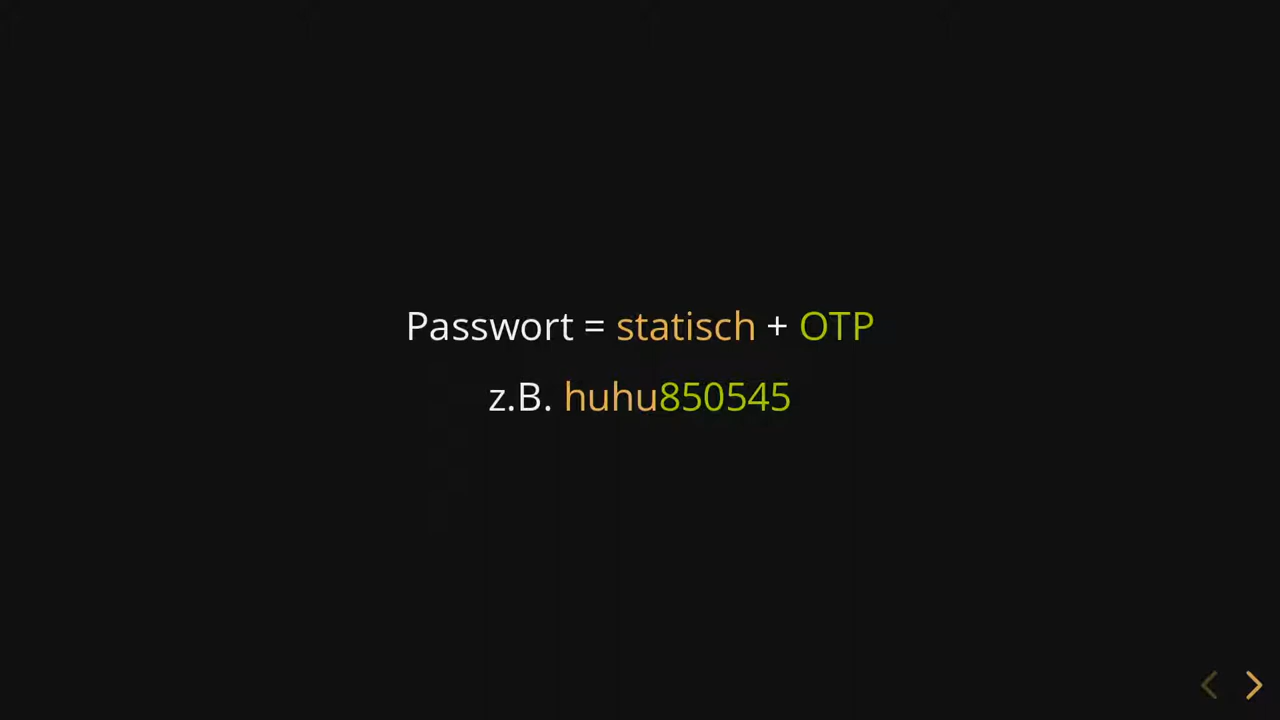 Passwort = statisch + OTP
z.B. huhu850545